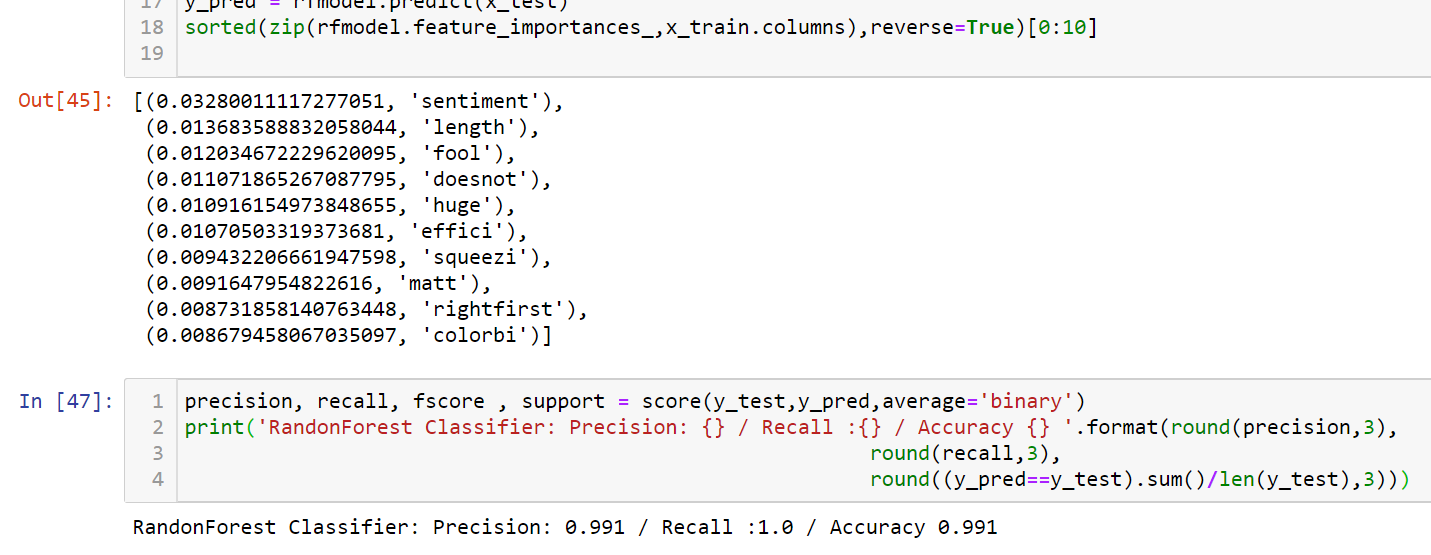 17 y_pred = rfmodel.predict(x_test)
18 sorted(zip(rfmodel.feature_importances_,x_train.columns),reverse=True)[0:10]
19
Out[45]: [(0.03280011117277051, 'sentiment'),
(0.013683588832058044, 'length'),
(0.012034672229620095, 'fool'),
(0.011071865267087795, 'doesnot'),
(0.010916154973848655, 'huge'),
(0.01070503319373681, 'effici'),
(0.009432206661947598, 'squeezi'),
(0.0091647954822616, 'matt'),
(0.008731858140763448, 'rightfirst'),
(0.008679458067035097, 'colorbi')]
In [47]: 1 precision, recall, fscore , support = score(y_test,y_pred,average='binary')
2 print('RandonForest Classifier: Precision: {} / Recall :{} / Accuracy {} '.format(round(precision,3),
3 round(recall,3),
4 round((y_pred==y_test).sum()/len(y_test),3)))
RandonForest Classifier: Precision: 0.991 / Recall :1.0 / Accuracy 0.991